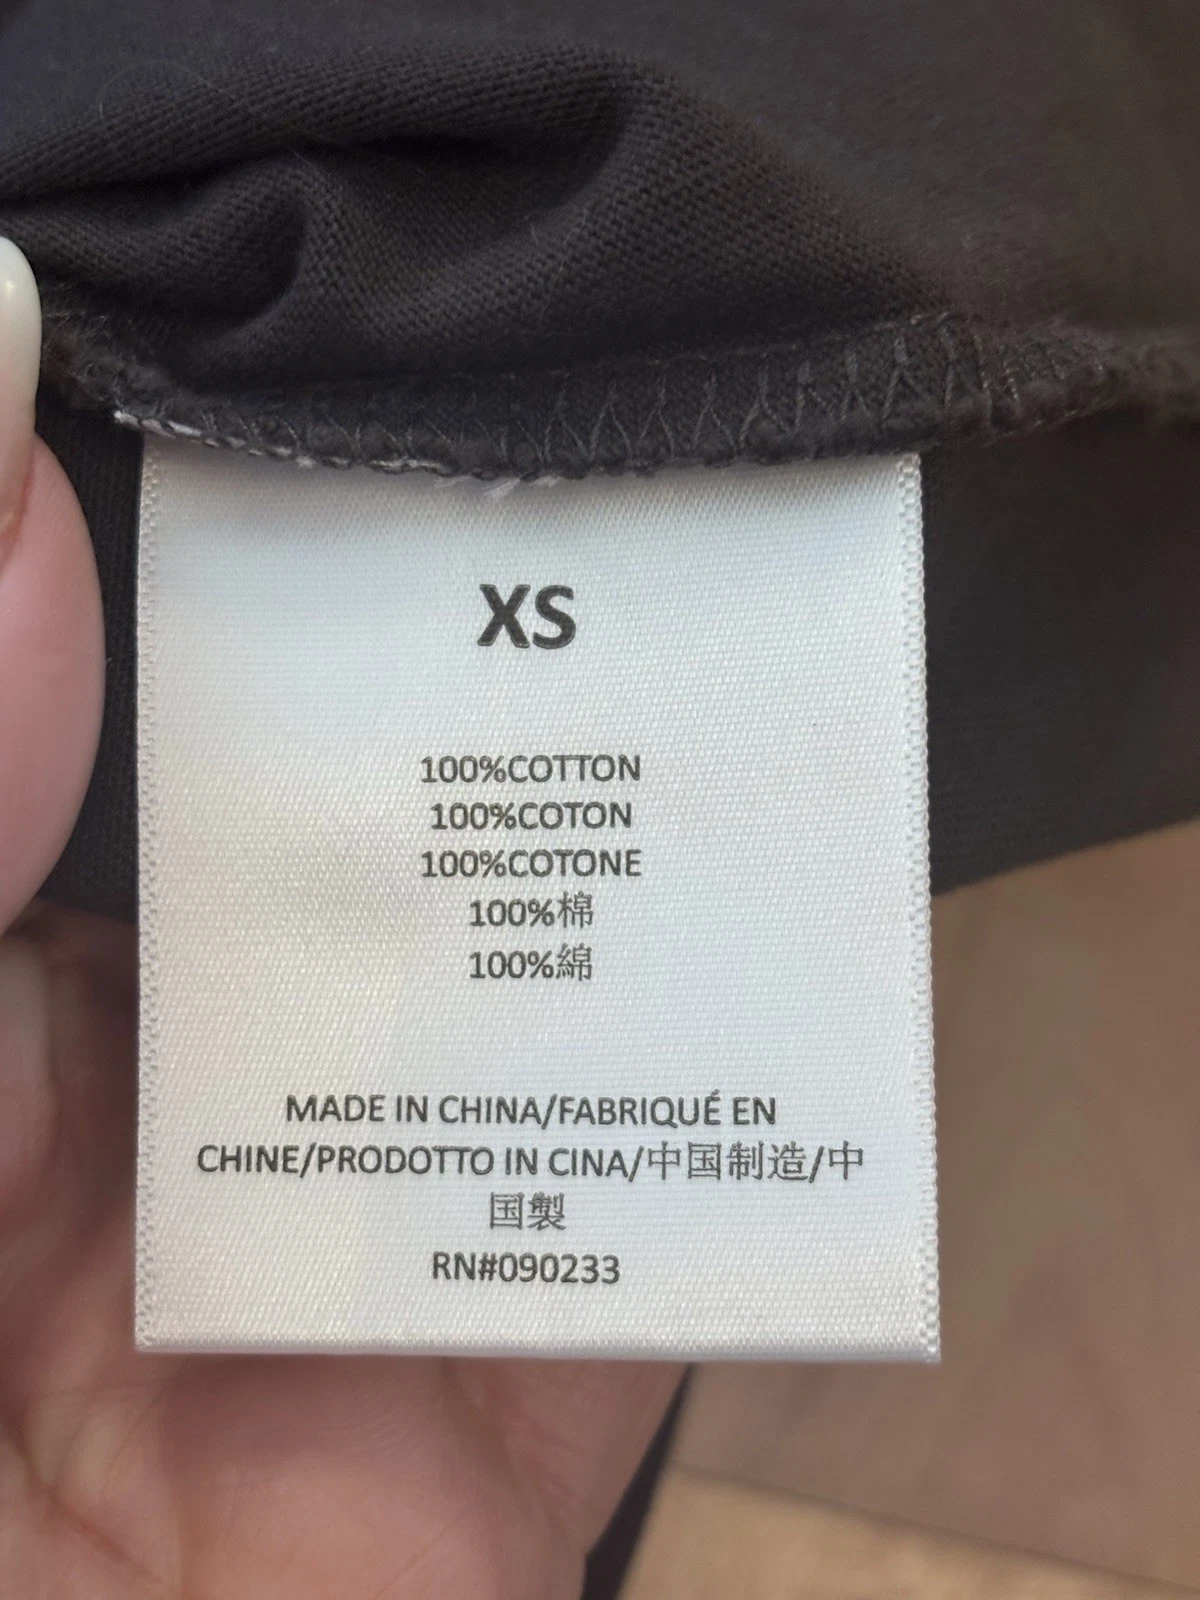 XS
100%COTTON
100%COTON
100%COTONE
100%棉
100%綿
MADE IN CHINA/FABRIQUÉ EN
CHINE/PRODOTTO IN CINA/中国制造/中
国製
RN#090233